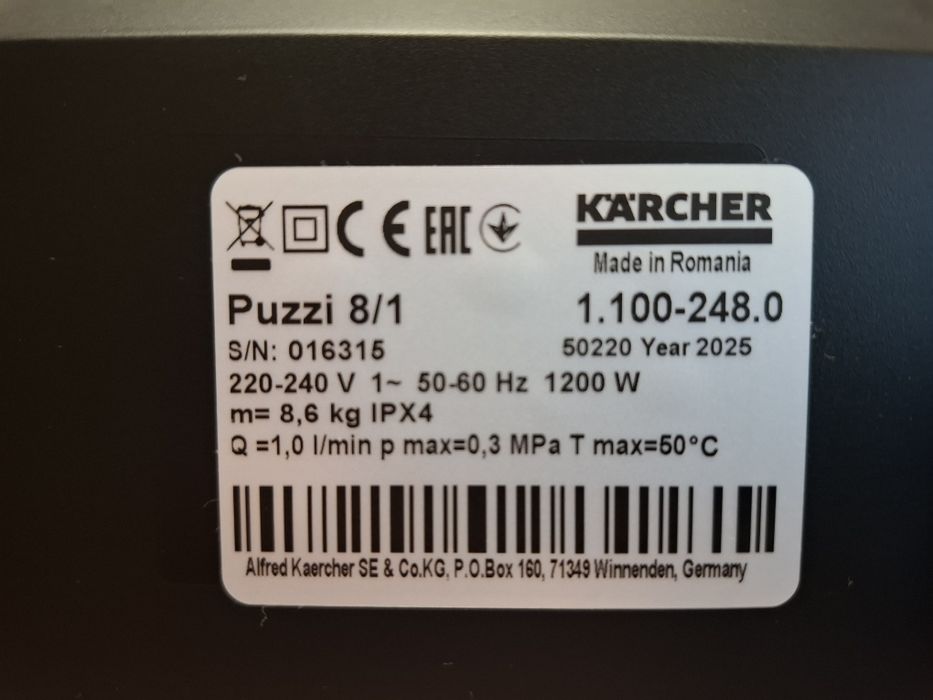 CE EAC KÄRCHER
Made in Romania
Puzzi 8/1 1.100-248.0
S/N: 016315 50220 Year 2025
220-240 V 1~ 50-60 Hz 1200 W
m= 8,6 kg IPX4
Q =1,0 l/min p max=0,3 MPa T max=50°C
Alfred Kaercher SE & Co.KG, P.O.Box 160, 71349 Winnenden, Germany